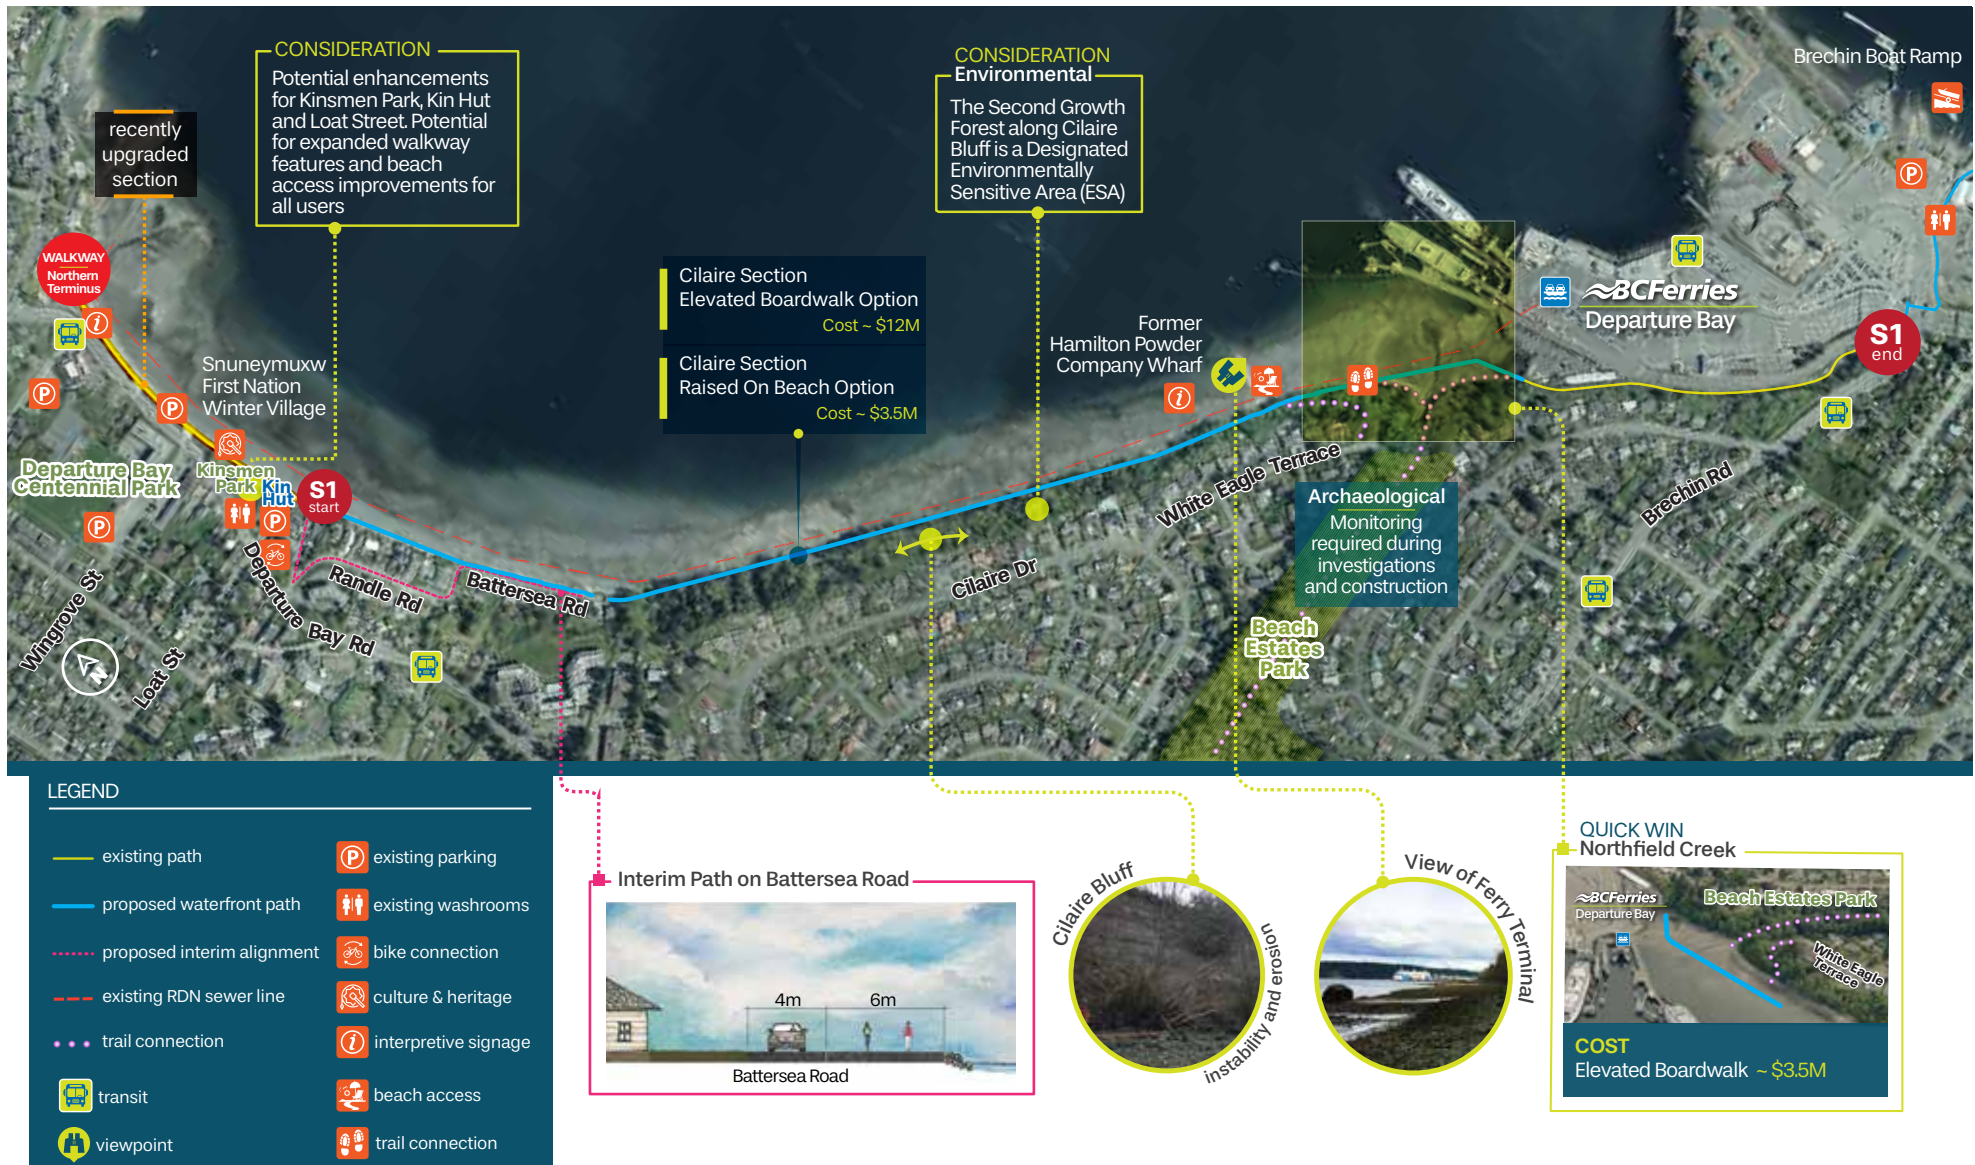 CONSIDERATION
Potential enhancements
for Kinsmen Park, Kin Hut
and Loat Street. Potential
for expanded walkway
features and beach
access improvements for
all users
recently
upgraded
section
WALKWAY
Northern
Terminus
CONSIDERATION
Environmental
The Second Growth
Forest along Cilaire
Bluff is a Designated
Environmentally
Sensitive Area (ESA)
Brechin Boat Ramp
Cilaire Section
Elevated Boardwalk Option
Cost ~ $12M
Cilaire Section
Raised On Beach Option
Cost ~ $3.5M
Former
Hamilton Powder
Company Wharf
BCFerries
Departure Bay
S1
end
Snuneymuxw
First Nation
Winter Village
Departure Bay
Centennial Park
Kinsmen
Park
Kin
Hut
S1
start
Wingrove St
Loat St
Departure Bay Rd
Randle Rd
Battersea Rd
Cilaire Dr
White Eagle Terrace
Brechin Rd
Archaeological
Monitoring
required during
investigations
and construction
Beach
Estates
Park
N
LEGEND
existing path
proposed waterfront path
proposed interim alignment
existing RDN sewer line
trail connection
transit
viewpoint
P existing parking
existing washrooms
bike connection
culture & heritage
i interpretive signage
beach access
trail connection
Interim Path on Battersea Road
4m
6m
Battersea Road
Cilaire Bluff
instability and erosion
View of Ferry Terminal
QUICK WIN
Northfield Creek
BCFerries
Departure Bay
Beach Estates Park
White Eagle
Terrace
COST
Elevated Boardwalk ~ $3.5M